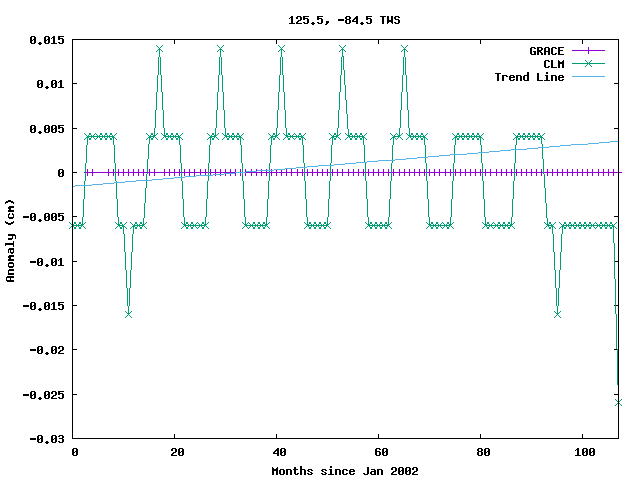 125.5, -84.5 TWS
GRACE
CLM
Trend Line
0.015
0.01
0.005
0
-0.005
-0.01
-0.015
-0.02
-0.025
-0.03
Anomaly (cm)
0 20 40 60 80 100
Months since Jan 2002